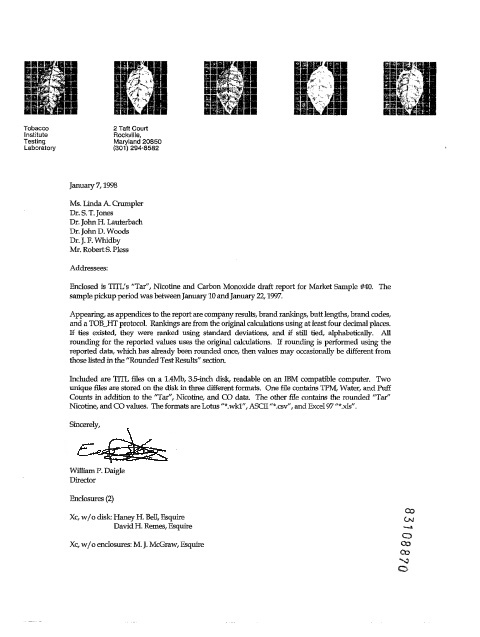 Tobacco
Institute
Testing
Laboratory
2 Taft Court
Rockville,
Maryland 20850
(301) 294-8582
January 7, 1998
Ms. Linda A. Crumpler
Dr. S. T. Jones
Dr. John H. Lauterbach
Dr. John D. Woods
Dr. J. F. Whidby
Mr. Robert S. Pless
Addressees:
Enclosed is TITL's "Tar", Nicotine and Carbon Monoxide draft report for Market Sample #40. The
sample pickup period was between January 10 and January 22, 1997.
Appearing, as appendices to the report are company results, brand rankings, butt lengths, brand codes,
and a TOB_HT protocol. Rankings are from the original calculations using at least four decimal places.
If ties existed, they were ranked using standard deviations, and if still tied, alphabetically. All
rounding for the reported values uses the original calculations. If rounding is performed using the
reported data, which has already been rounded once, then values may occasionally be different from
those listed in the "Rounded Test Results" section.
Included are TITL files on a 1.4Mb, 3.5-inch disk, readable on an IBM compatible computer. Two
unique files are stored on the disk in three different formats. One file contains TPM, Water, and Puff
Counts in addition to the "Tar", Nicotine, and CO data. The other file contains the rounded "Tar"
Nicotine, and CO values. The formats are Lotus "*.wk1", ASCII "*.csv", and Excel 97 "*.xls".
Sincerely,
William P. Daigle
Director
Enclosures (2)
Xc, w/o disk: Haney H. Bell, Esquire
David H. Remes, Esquire
Xc, w/o enclosures: M. J. McGraw, Esquire
83108870